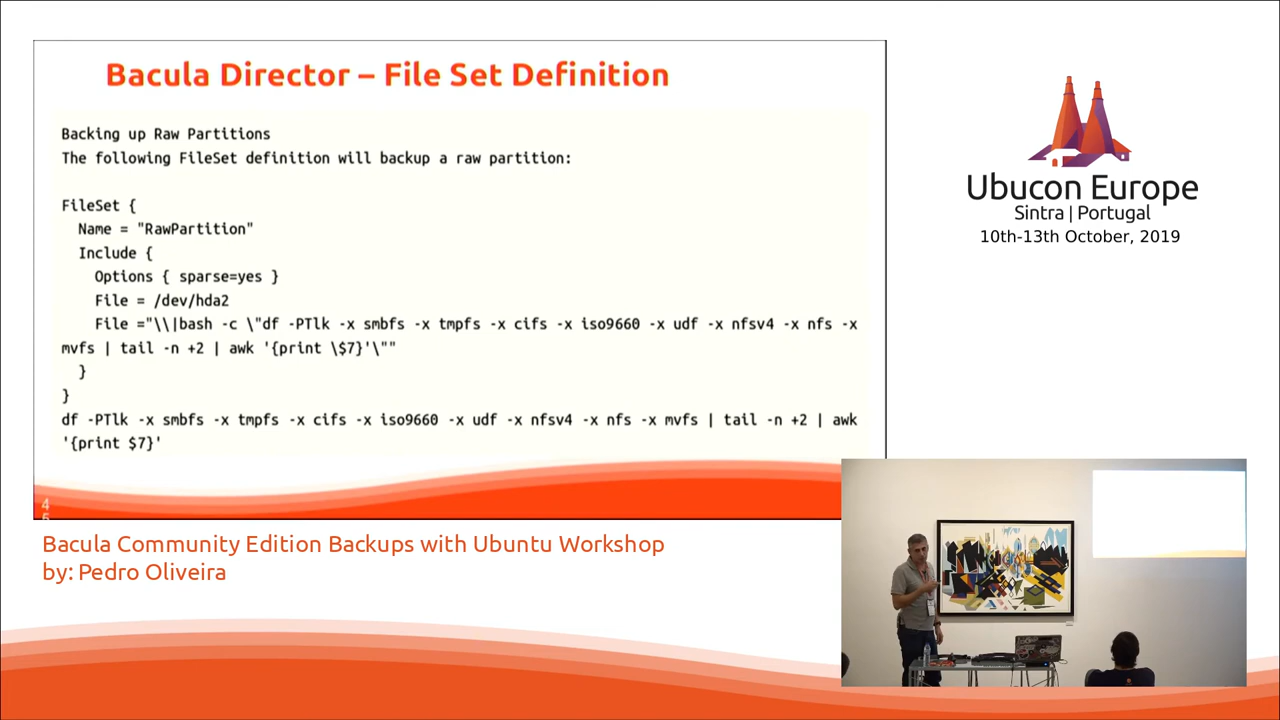 Bacula Director – File Set Definition
Backing up Raw Partitions
The following FileSet definition will backup a raw partition:
FileSet {
Name = "RawPartition"
Include {
Options { sparse=yes }
File = /dev/hda2
File ="\\|bash -c \"df -PTlk -x smbfs -x tmpfs -x cifs -x iso9660 -x udf -x nfsv4 -x nfs -x
mvfs | tail -n +2 | awk '{print \$7}'\""
}
}
df -PTlk -x smbfs -x tmpfs -x cifs -x iso9660 -x udf -x nfsv4 -x nfs -x mvfs | tail -n +2 | awk
'{print $7}'
Ubucon Europe
Sintra | Portugal
10th-13th October, 2019
Bacula Community Edition Backups with Ubuntu Workshop
by: Pedro Oliveira